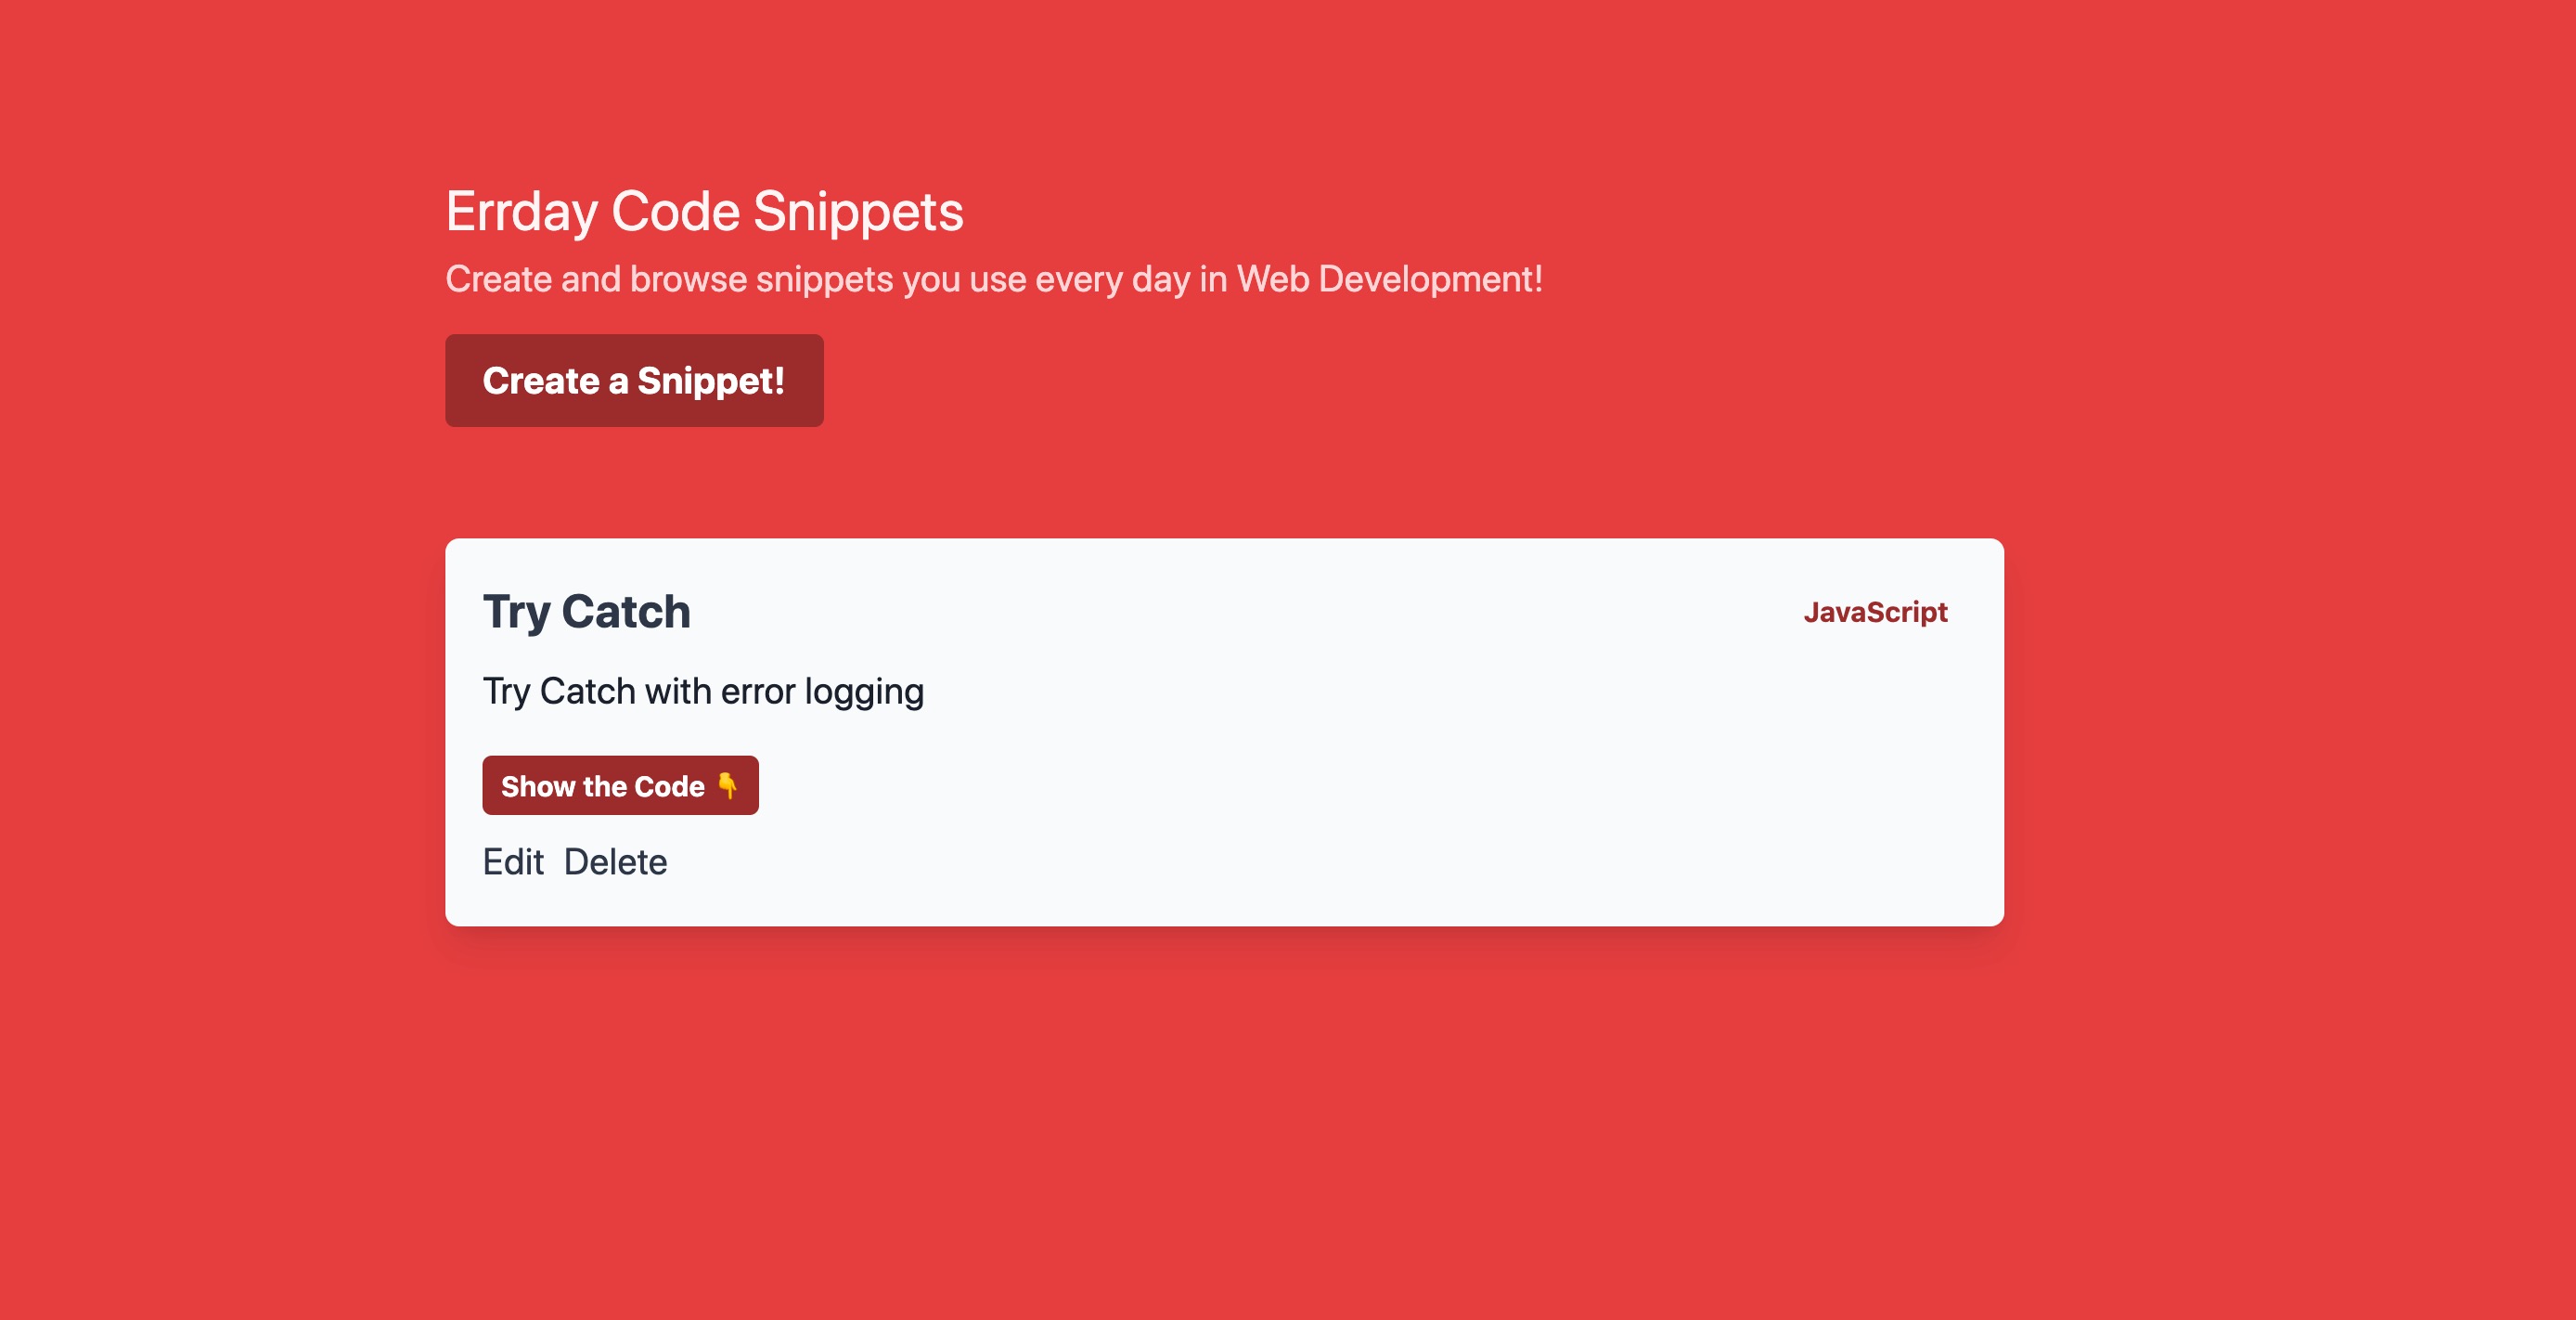 Errday Code Snippets
Create and browse snippets you use every day in Web Development!
Create a Snippet!
Try Catch
JavaScript
Try Catch with error logging
Show the Code 👇
Edit Delete